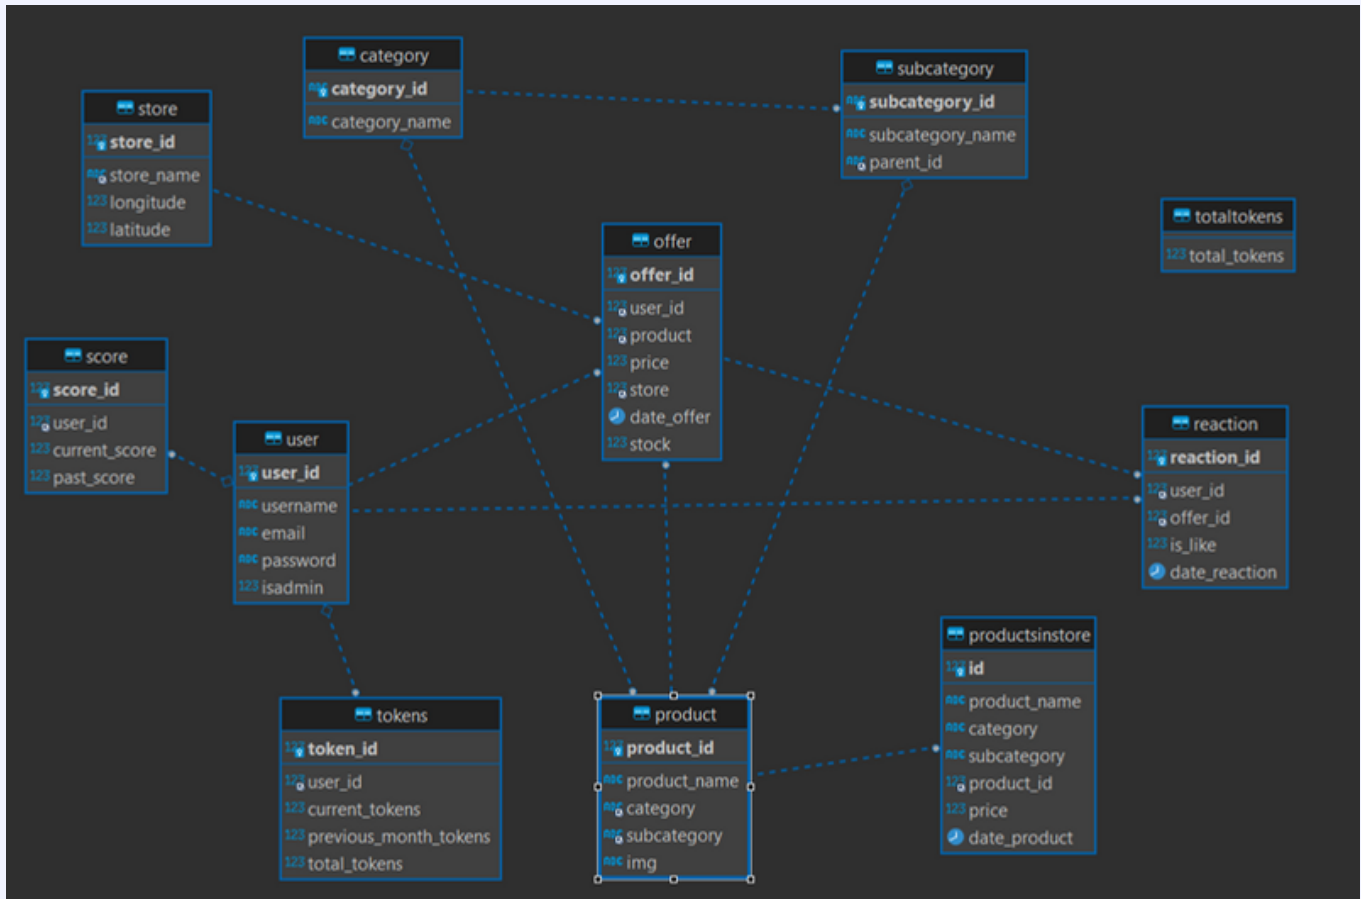 category
category_id
category_name
subcategory
subcategory_id
subcategory_name
parent_id
store
store_id
store_name
longitude
latitude
totaltokens
total_tokens
offer
offer_id
user_id
product
price
store
date_offer
stock
score
score_id
user_id
current_score
past_score
user
user_id
username
email
password
isadmin
reaction
reaction_id
user_id
offer_id
is_like
date_reaction
productsinstore
id
product_name
category
subcategory
product_id
price
date_product
tokens
token_id
user_id
current_tokens
previous_month_tokens
total_tokens
product
product_id
product_name
category
subcategory
img